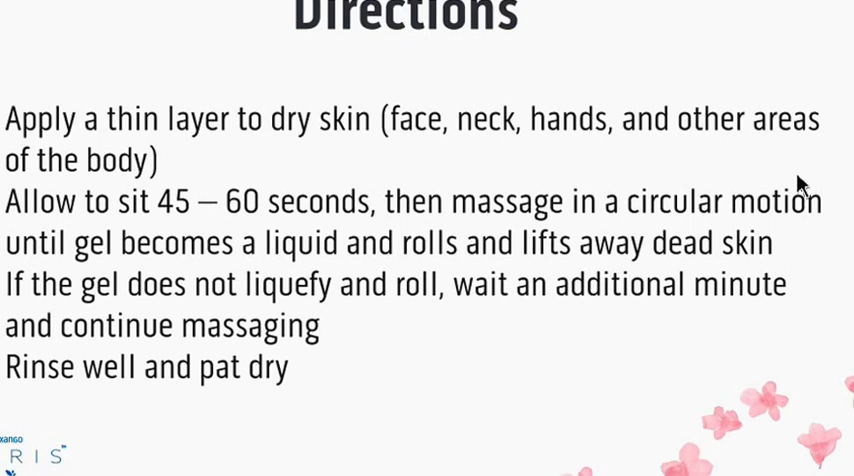 Directions
Apply a thin layer to dry skin (face, neck, hands, and other areas
of the body)
Allow to sit 45 – 60 seconds, then massage in a circular motion
until gel becomes a liquid and rolls and lifts away dead skin
If the gel does not liquefy and roll, wait an additional minute
and continue massaging
Rinse well and pat dry
xango
RIS™